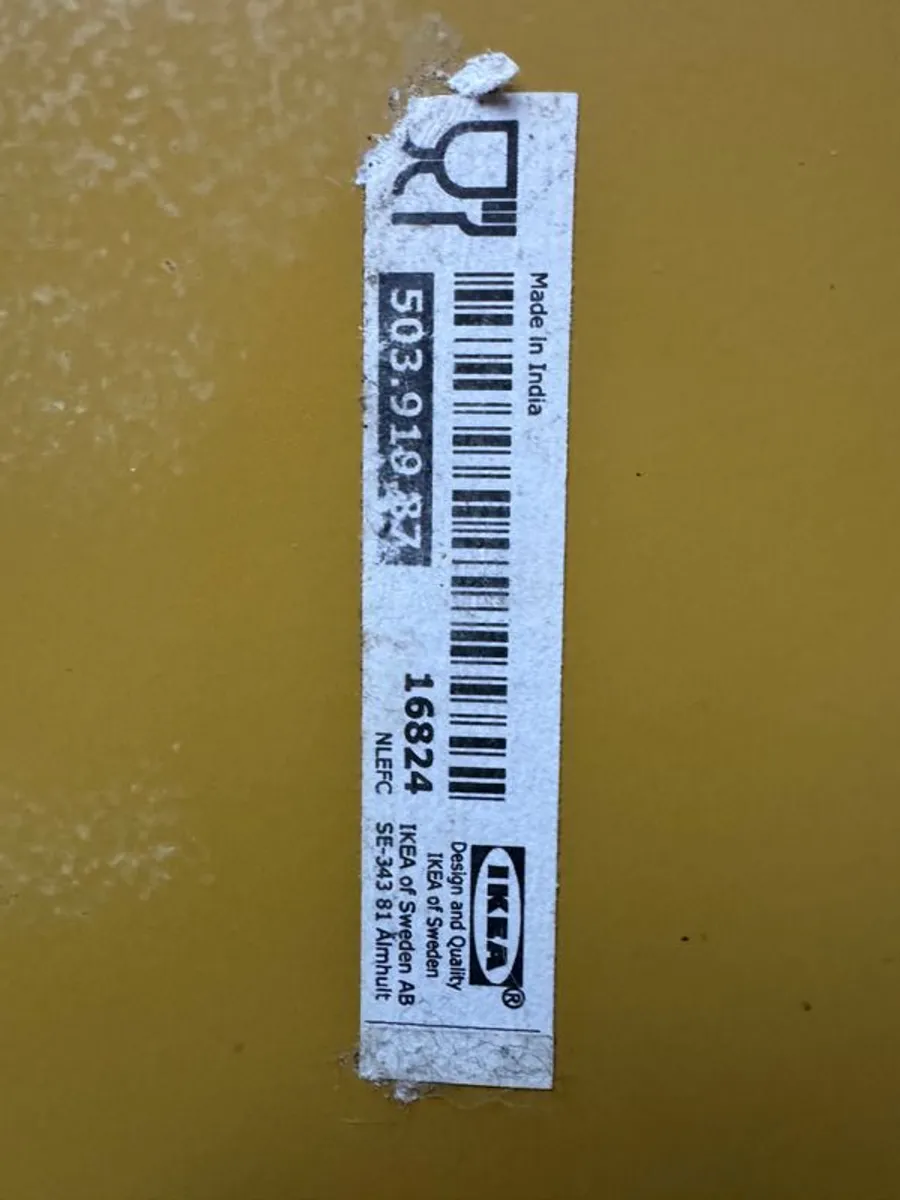 Made in India
503.919.87
16824
NLEFC
IKEA®
Design and Quality
IKEA of Sweden
IKEA of Sweden AB
SE-343 81 Älmhult